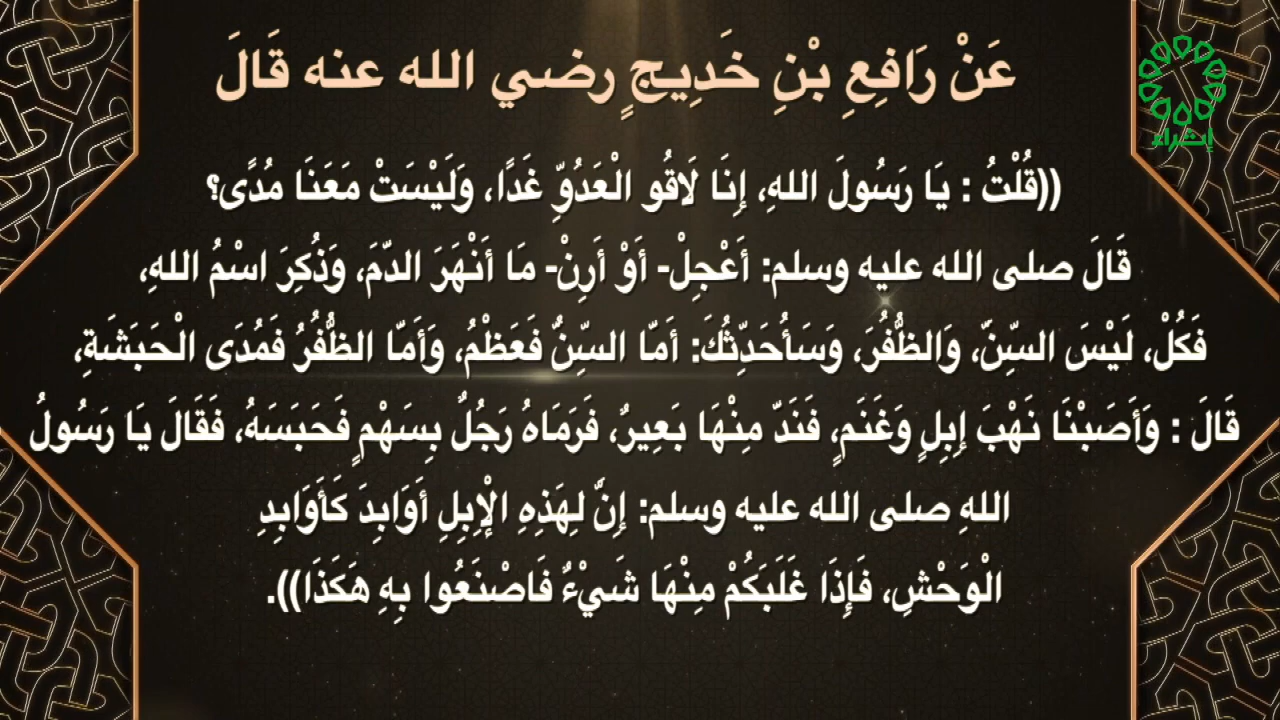 عَنْ رَافِعِ بْنِ خَدِيجٍ رضي الله عنه قَالَ
إثراء
((قُلْتُ : يَا رَسُولَ اللهِ، إِنَا لَاقُو الْعَدُوِّ غَدًا، وَلَيْسَتْ مَعَنَا مُدًى؟
قَالَ صلى الله عليه وسلم: أَعْجِلْ- أَوْ أَرِنْ- مَا أَنْهَرَ الدّمَ، وَذُكِرَ اسْمُ اللهِ،
فَكُلْ، لَيْسَ السِّنّ، وَالظُّفُرَ، وَسَأُحَدِّثُكَ: أَمّا السِّنُّ فَعَظْمُ، وَأَمّا الظُّفُرُ فَمُدَى الْحَبَشَةِ،
قَالَ : وَأَصَبْنَا نَهْبَ إِبِلٍ وَغَنَمٍ، فَنَدّ مِنْهَا بَعِيرٌ، فَرَمَاهُ رَجُلٌ بِسَهْمٍ فَحَبَسَهُ، فَقَالَ يَا رَسُولُ
اللهِ صلى الله عليه وسلم: إِنّ لِهَذِهِ الْإِبِلِ أَوَابِدَ كَأَوَابِدِ
الْوَحْشِ، فَإِذَا غَلَبَكُمْ مِنْهَا شَيْءٌ فَاصْنَعُوا بِهِ هَكَذَا)).